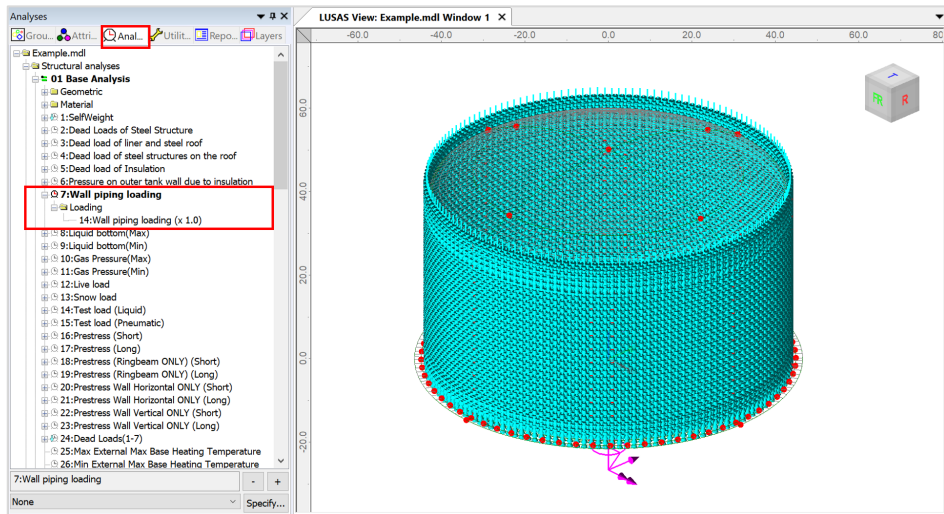 Analyses
LUSAS View: Example.mdl Window 1 X
Grou... Attri... Anal... Utilit... Repo... Layers
Example.mdl
Structural analyses
01 Base Analysis
Geometric
Material
1:SelfWeight
2:Dead Loads of Steel Structure
3:Dead load of liner and steel roof
4:Dead load of steel structures on the roof
5:Dead load of Insulation
6:Pressure on outer tank wall due to insulation
7:Wall piping loading
Loading
14:Wall piping loading (x 1.0)
8:Liquid bottom(Max)
9:Liquid bottom(Min)
10:Gas Pressure(Max)
11:Gas Pressure(Min)
12:Live load
13:Snow load
14:Test load (Liquid)
15:Test load (Pneumatic)
16:Prestress (Short)
17:Prestress (Long)
18:Prestress (Ringbeam ONLY) (Short)
19:Prestress (Ringbeam ONLY) (Long)
20:Prestress Wall Horizontal ONLY (Short)
21:Prestress Wall Horizontal ONLY (Long)
22:Prestress Wall Vertical ONLY (Short)
23:Prestress Wall Vertical ONLY (Long)
24:Dead Loads(1-7)
25:Max External Max Base Heating Temperature
26:Min External Max Base Heating Temperature
7:Wall piping loading
- +
None
Specify...
-60.0 -40.0 -20.0 0.0 20.0 40.0 60.0 80
60.0
40.0
20.0
0.0
-20.0
FR R